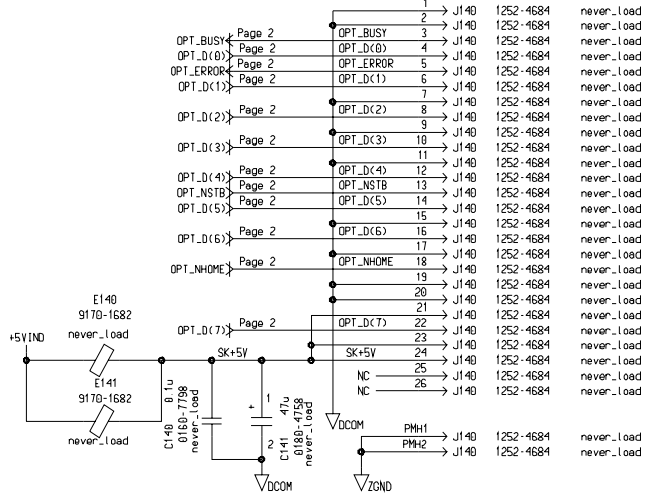 1 J140 1252-4684 never_load
2 J140 1252-4684 never_load
OPT_BUSY Page 2 OPT_BUSY 3 J140 1252-4684 never_load
OPT_D(0) Page 2 OPT_D(0) 4 J140 1252-4684 never_load
OPT_ERROR Page 2 OPT_ERROR 5 J140 1252-4684 never_load
OPT_D(1) Page 2 OPT_D(1) 6 J140 1252-4684 never_load
7 J140 1252-4684 never_load
OPT_D(2) Page 2 OPT_D(2) 8 J140 1252-4684 never_load
9 J140 1252-4684 never_load
OPT_D(3) Page 2 OPT_D(3) 10 J140 1252-4684 never_load
11 J140 1252-4684 never_load
OPT_D(4) Page 2 OPT_D(4) 12 J140 1252-4684 never_load
OPT_NSTB Page 2 OPT_NSTB 13 J140 1252-4684 never_load
OPT_D(5) Page 2 OPT_D(5) 14 J140 1252-4684 never_load
15 J140 1252-4684 never_load
OPT_D(6) Page 2 OPT_D(6) 16 J140 1252-4684 never_load
17 J140 1252-4684 never_load
OPT_NHOME Page 2 OPT_NHOME 18 J140 1252-4684 never_load
19 J140 1252-4684 never_load
20 J140 1252-4684 never_load
21 J140 1252-4684 never_load
OPT_D(7) Page 2 OPT_D(7) 22 J140 1252-4684 never_load
23 J140 1252-4684 never_load
SK+5V SK+5V 24 J140 1252-4684 never_load
NC 25 J140 1252-4684 never_load
NC 26 J140 1252-4684 never_load
E140
9170-1682
never_load
+5VIND
E141
9170-1682
never_load
C140 0.1u
0160-7798
never_load
+ 1
2
C141 47u
0180-4758
never_load
DCOM
DCOM
PMH1 J140 1252-4684 never_load
PMH2 J140 1252-4684 never_load
ZGND